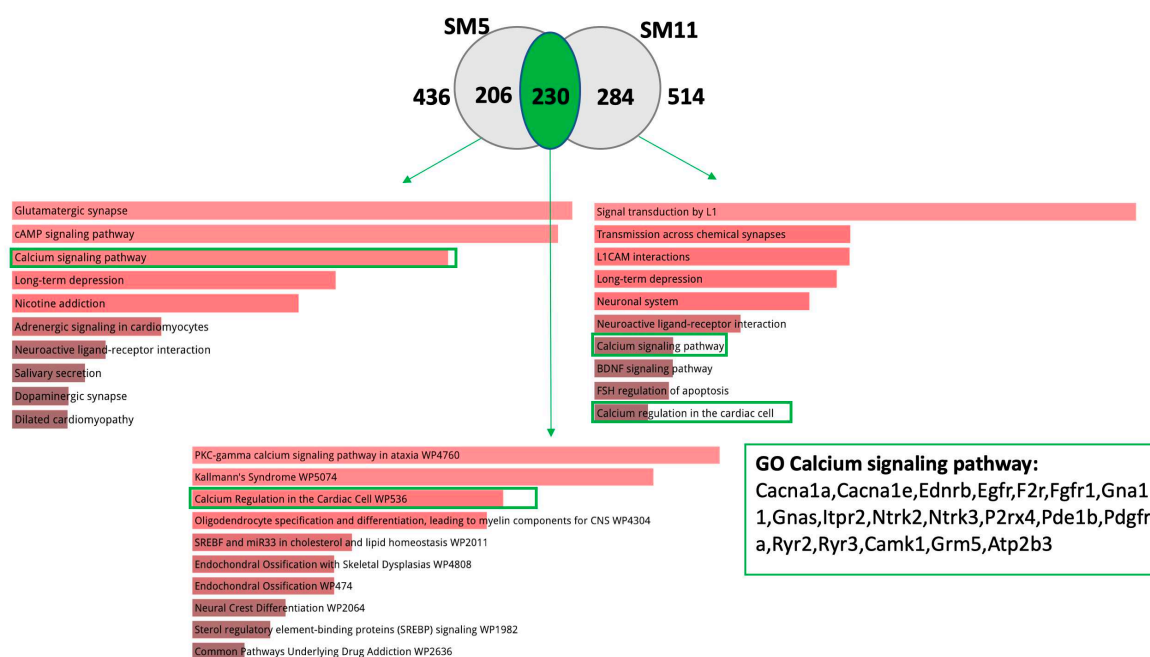 SM5
SM11
436
206
230
284
514
Glutamatergic synapse
cAMP signaling pathway
Calcium signaling pathway
Long-term depression
Nicotine addiction
Adrenergic signaling in cardiomyocytes
Neuroactive ligand-receptor interaction
Salivary secretion
Dopaminergic synapse
Dilated cardiomyopathy
Signal transduction by L1
Transmission across chemical synapses
L1CAM interactions
Long-term depression
Neuronal system
Neuroactive ligand-receptor interaction
Calcium signaling pathway
BDNF signaling pathway
FSH regulation of apoptosis
Calcium regulation in the cardiac cell
PKC-gamma calcium signaling pathway in ataxia WP4760
Kallmann's Syndrome WP5074
Calcium Regulation in the Cardiac Cell WP536
Oligodendrocyte specification and differentiation, leading to myelin components for CNS WP4304
SREBF and miR33 in cholesterol and lipid homeostasis WP2011
Endochondral Ossification with Skeletal Dysplasias WP4808
Endochondral Ossification WP474
Neural Crest Differentiation WP2064
Sterol regulatory element-binding proteins (SREBP) signaling WP1982
Common Pathways Underlying Drug Addiction WP2636
GO Calcium signaling pathway:
Cacna1a,Cacna1e,Ednrb,Egfr,F2r,Fgfr1,Gna1
1,Gnas,Itpr2,Ntrk2,Ntrk3,P2rx4,Pde1b,Pdgfr
a,Ryr2,Ryr3,Camk1,Grm5,Atp2b3